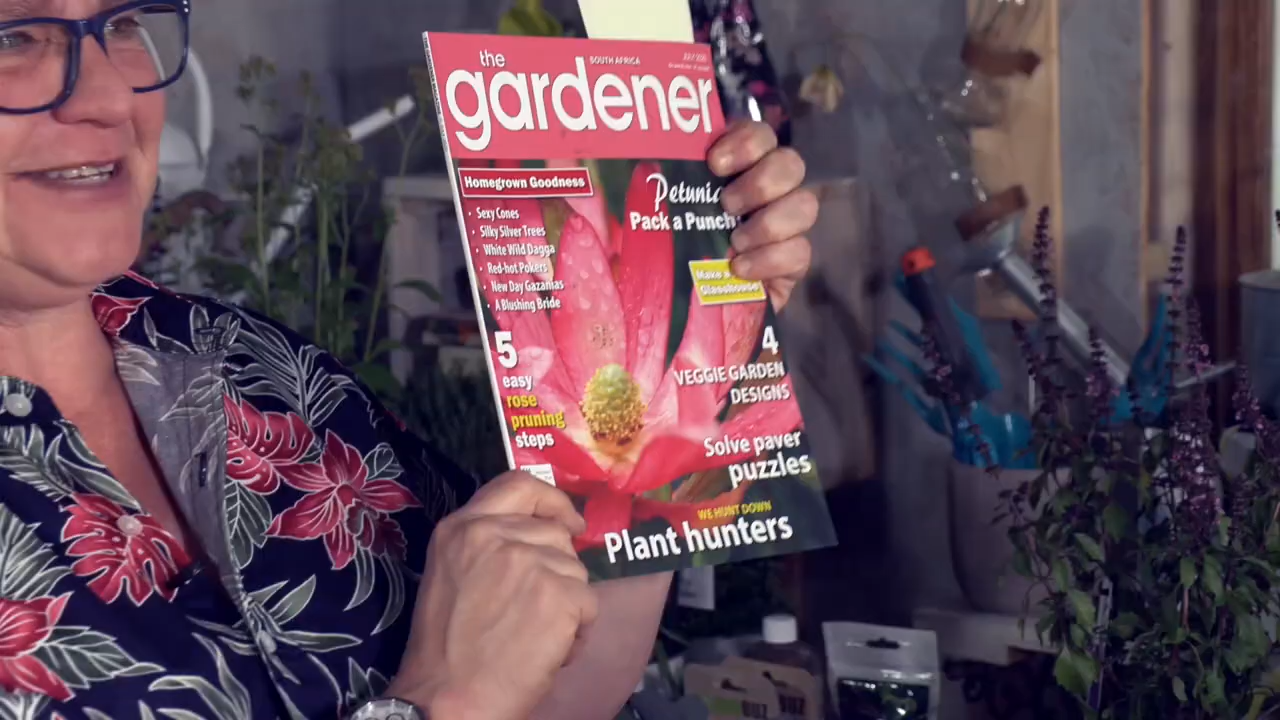 the
SOUTH AFRICA
gardener
Homegrown Goodness
• Sexy Cones
• Silky Silver Trees
• White Wild Dagga
• Red-hot Pokers
• New Day Gazanias
• A Blushing Bride
Petunia
Pack a Punch
Make a
Glasshouse
5
easy
rose
pruning
steps
4
VEGGIE GARDEN
DESIGNS
Solve paver
puzzles
WE HUNT DOWN
Plant hunters